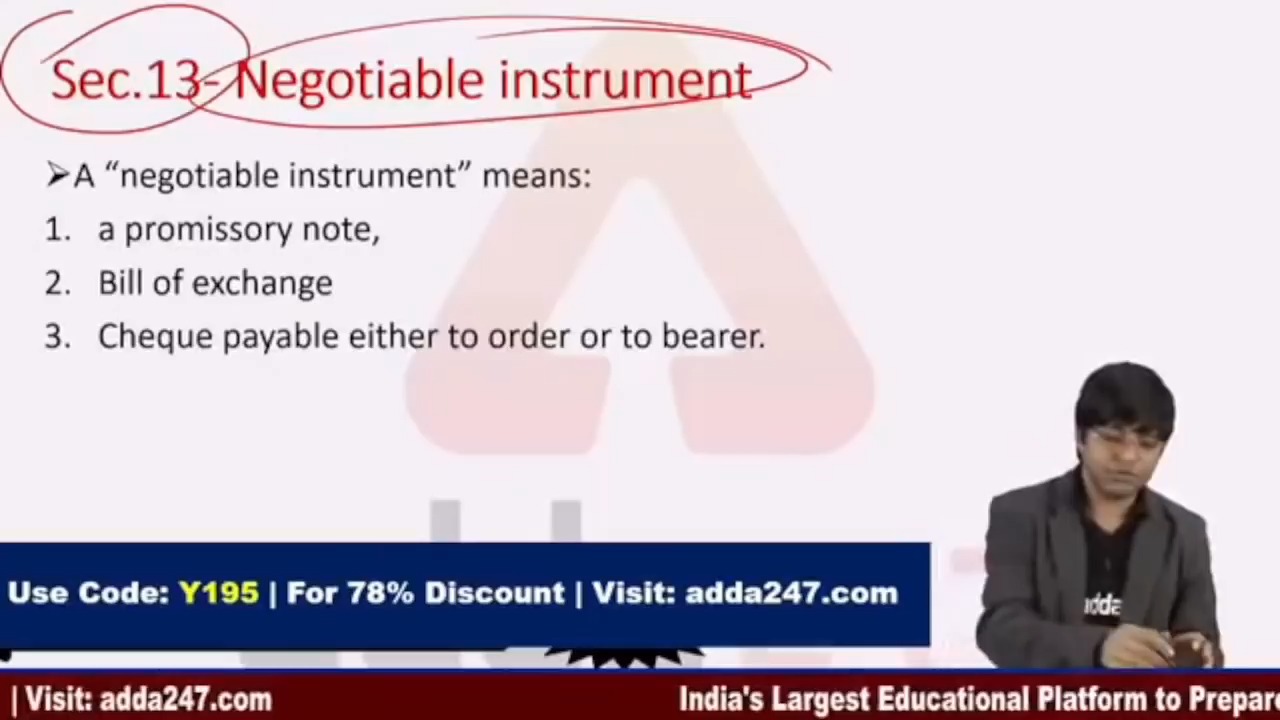 Sec.13- Negotiable instrument
➢A “negotiable instrument” means:
1. a promissory note,
2. Bill of exchange
3. Cheque payable either to order or to bearer.
adda
Use Code: Y195 | For 78% Discount | Visit: adda247.com
| Visit: adda247.com India's Largest Educational Platform to Prepare